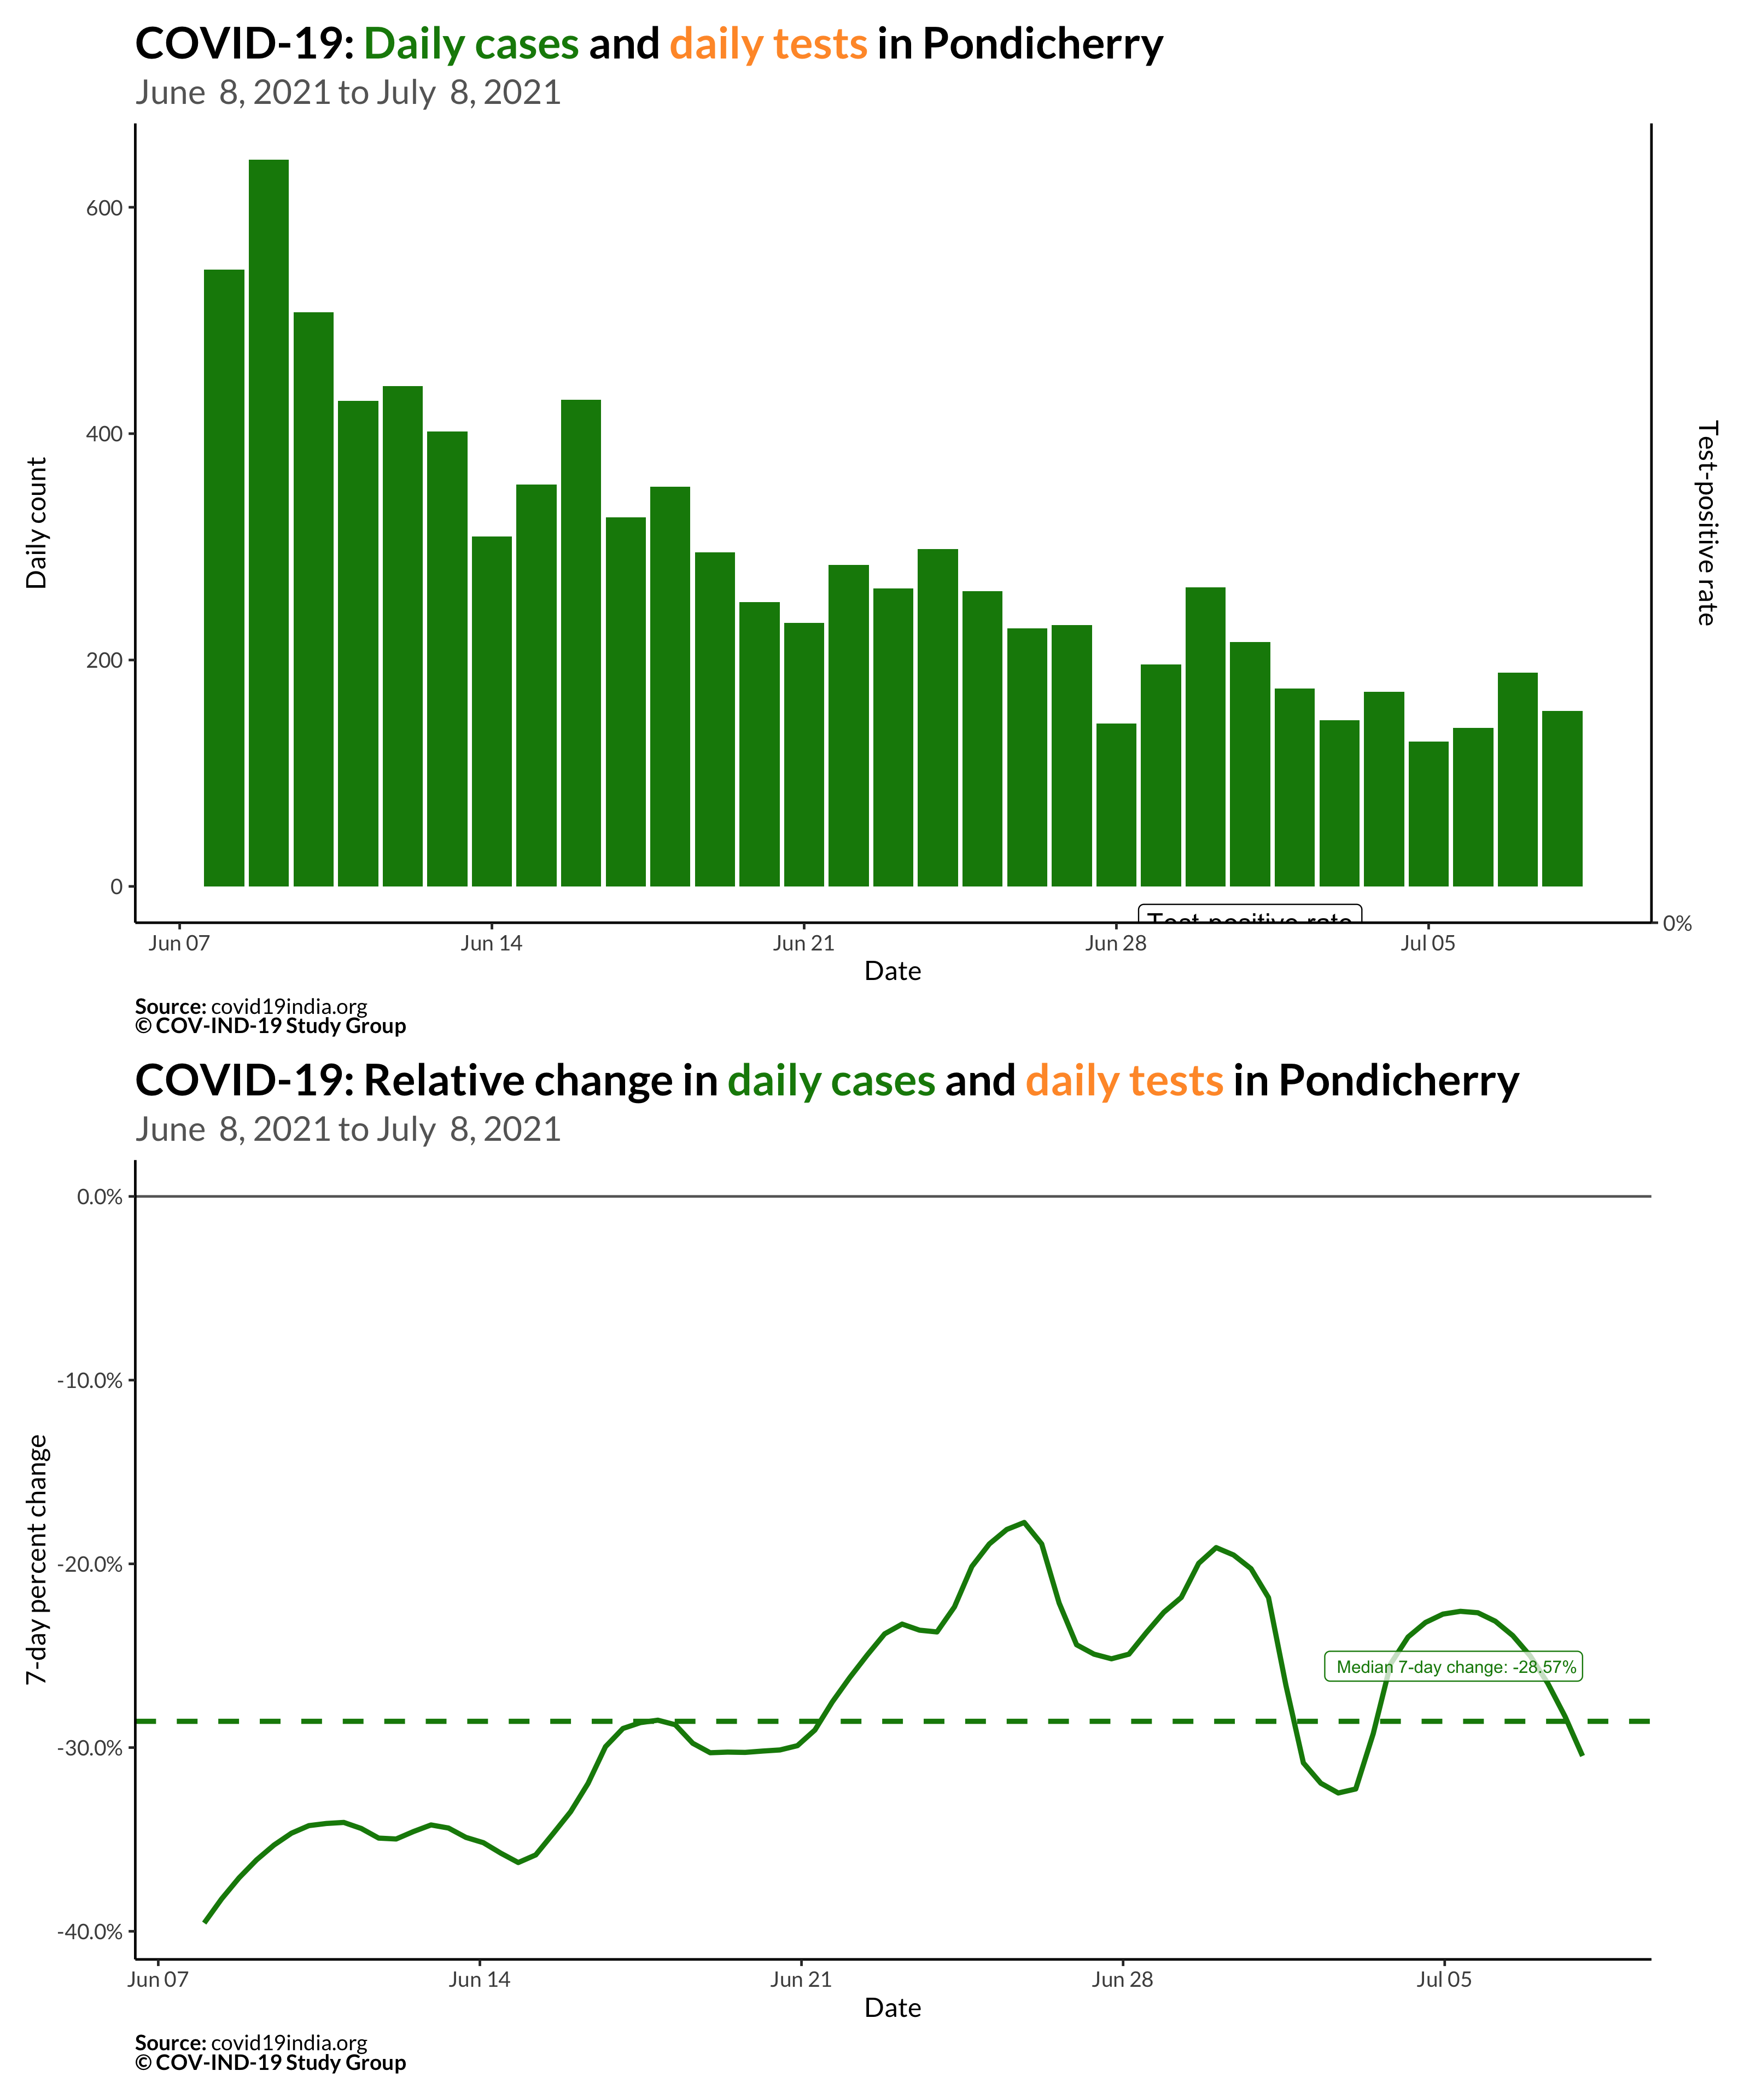 COVID-19: Daily cases and daily tests in Pondicherry
June 8, 2021 to July 8, 2021
600
400
200
0
Daily count
Test-positive rate
Test-positive rate
0%
Jun 07
Jun 14
Jun 21
Jun 28
Jul 05
Date
Source: covid19india.org
© COV-IND-19 Study Group
COVID-19: Relative change in daily cases and daily tests in Pondicherry
June 8, 2021 to July 8, 2021
0.0%
-10.0%
-20.0%
-30.0%
-40.0%
7-day percent change
Median 7-day change: -28.57%
Jun 07
Jun 14
Jun 21
Jun 28
Jul 05
Date
Source: covid19india.org
© COV-IND-19 Study Group